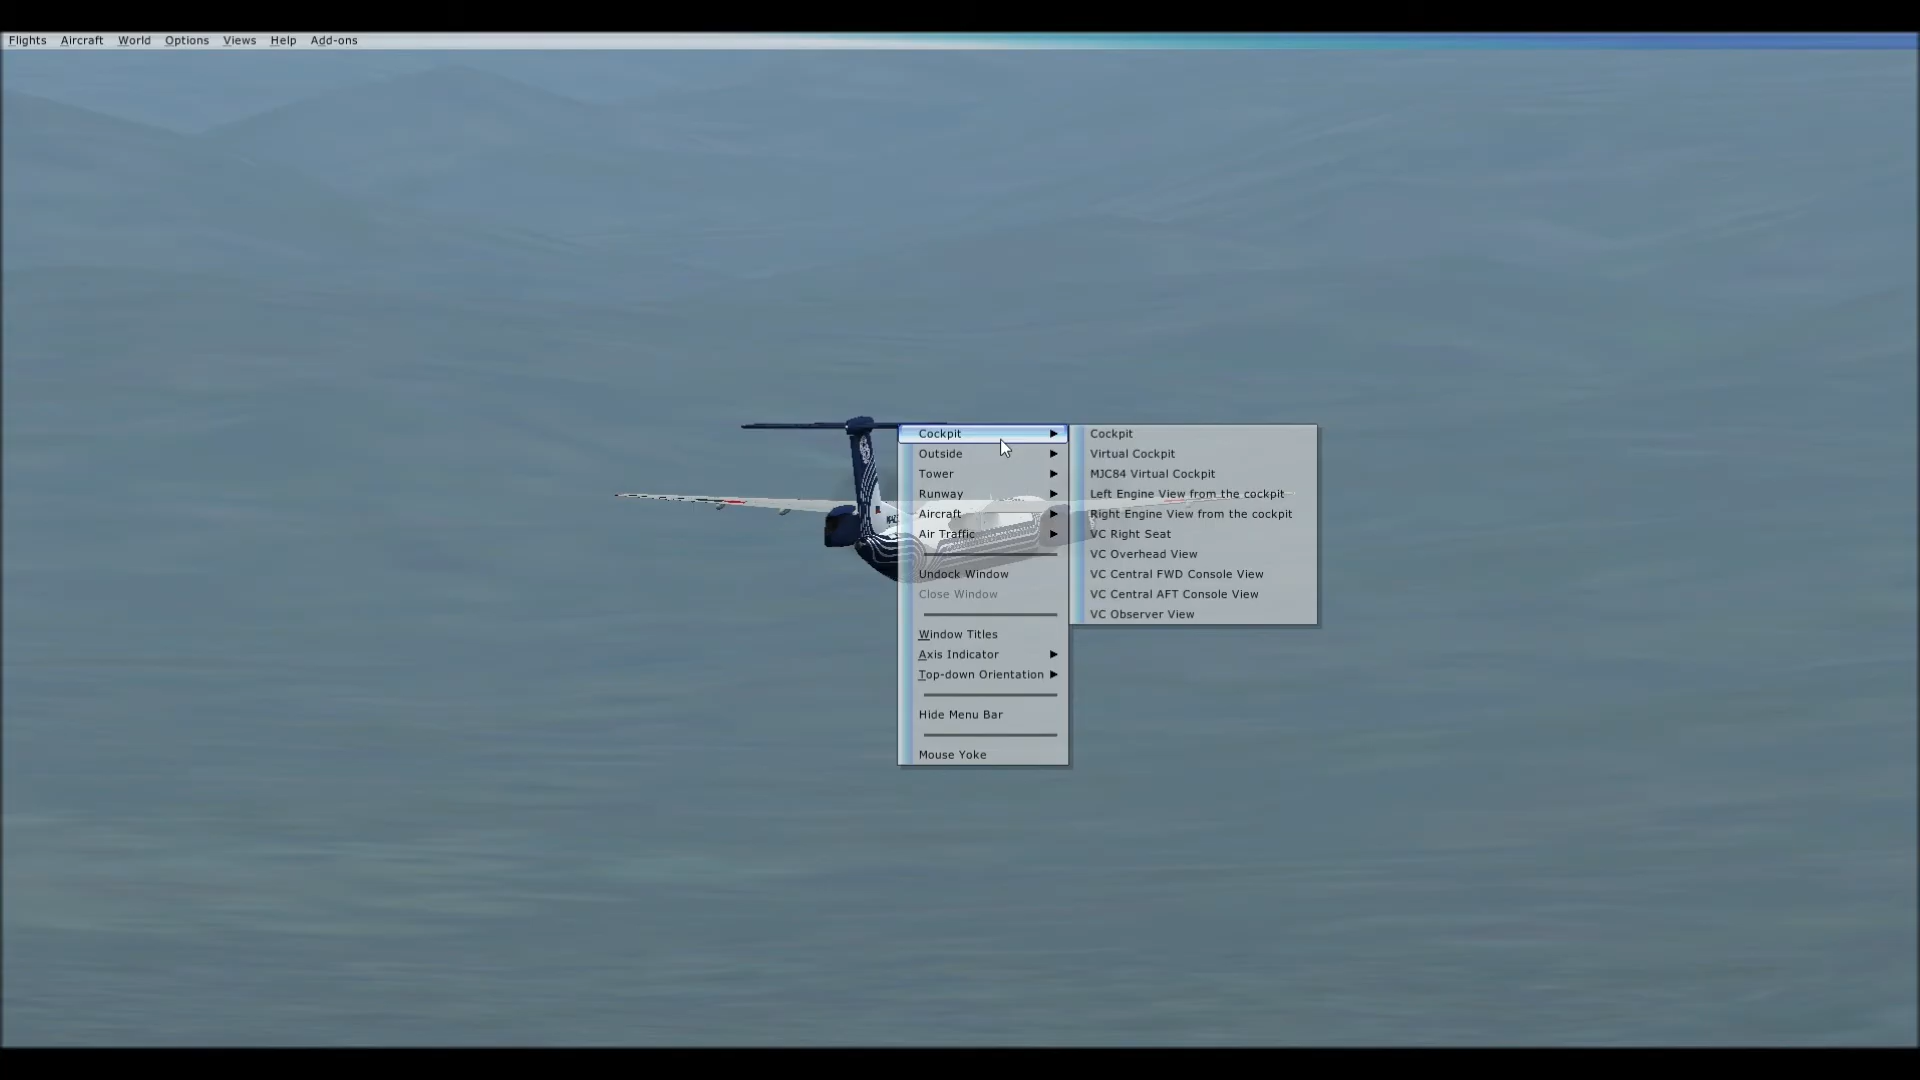 Flights Aircraft World Options Views Help Add-ons
Cockpit
Outside
Tower
Runway
Aircraft
Air Traffic
Undock Window
Close Window
Window Titles
Axis Indicator
Top-down Orientation
Hide Menu Bar
Mouse Yoke
Cockpit
Virtual Cockpit
MJC84 Virtual Cockpit
Left Engine View from the cockpit
Right Engine View from the cockpit
VC Right Seat
VC Overhead View
VC Central FWD Console View
VC Central AFT Console View
VC Observer View